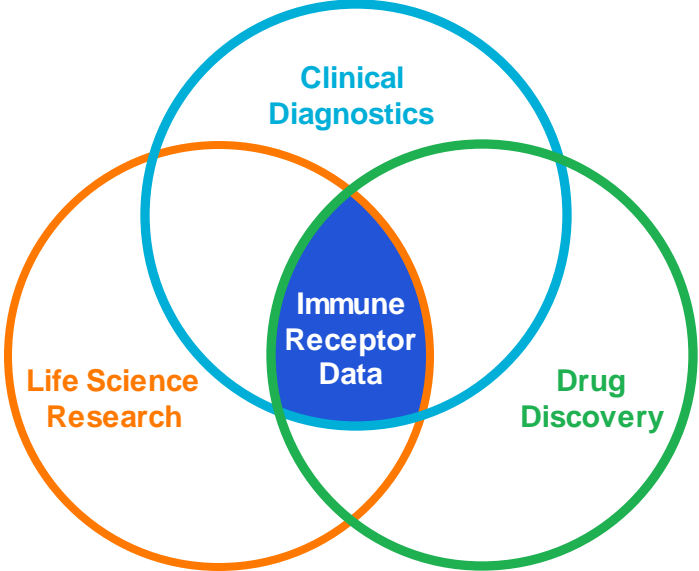 Clinical
Diagnostics
Immune
Receptor
Data
Life Science
Research
Drug
Discovery